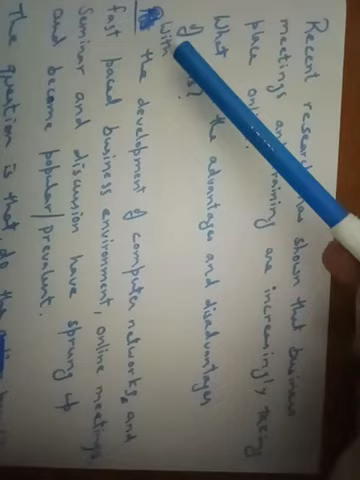 Recent research has shown that business
meetings and training are increasingly taking
place
What the advantages and disadvantages
of
With the development of computer networks and
fast paced business environment, online meetings,
Seminar and discussion have sprung up
and become popular/prevalent.
The question is that, do the